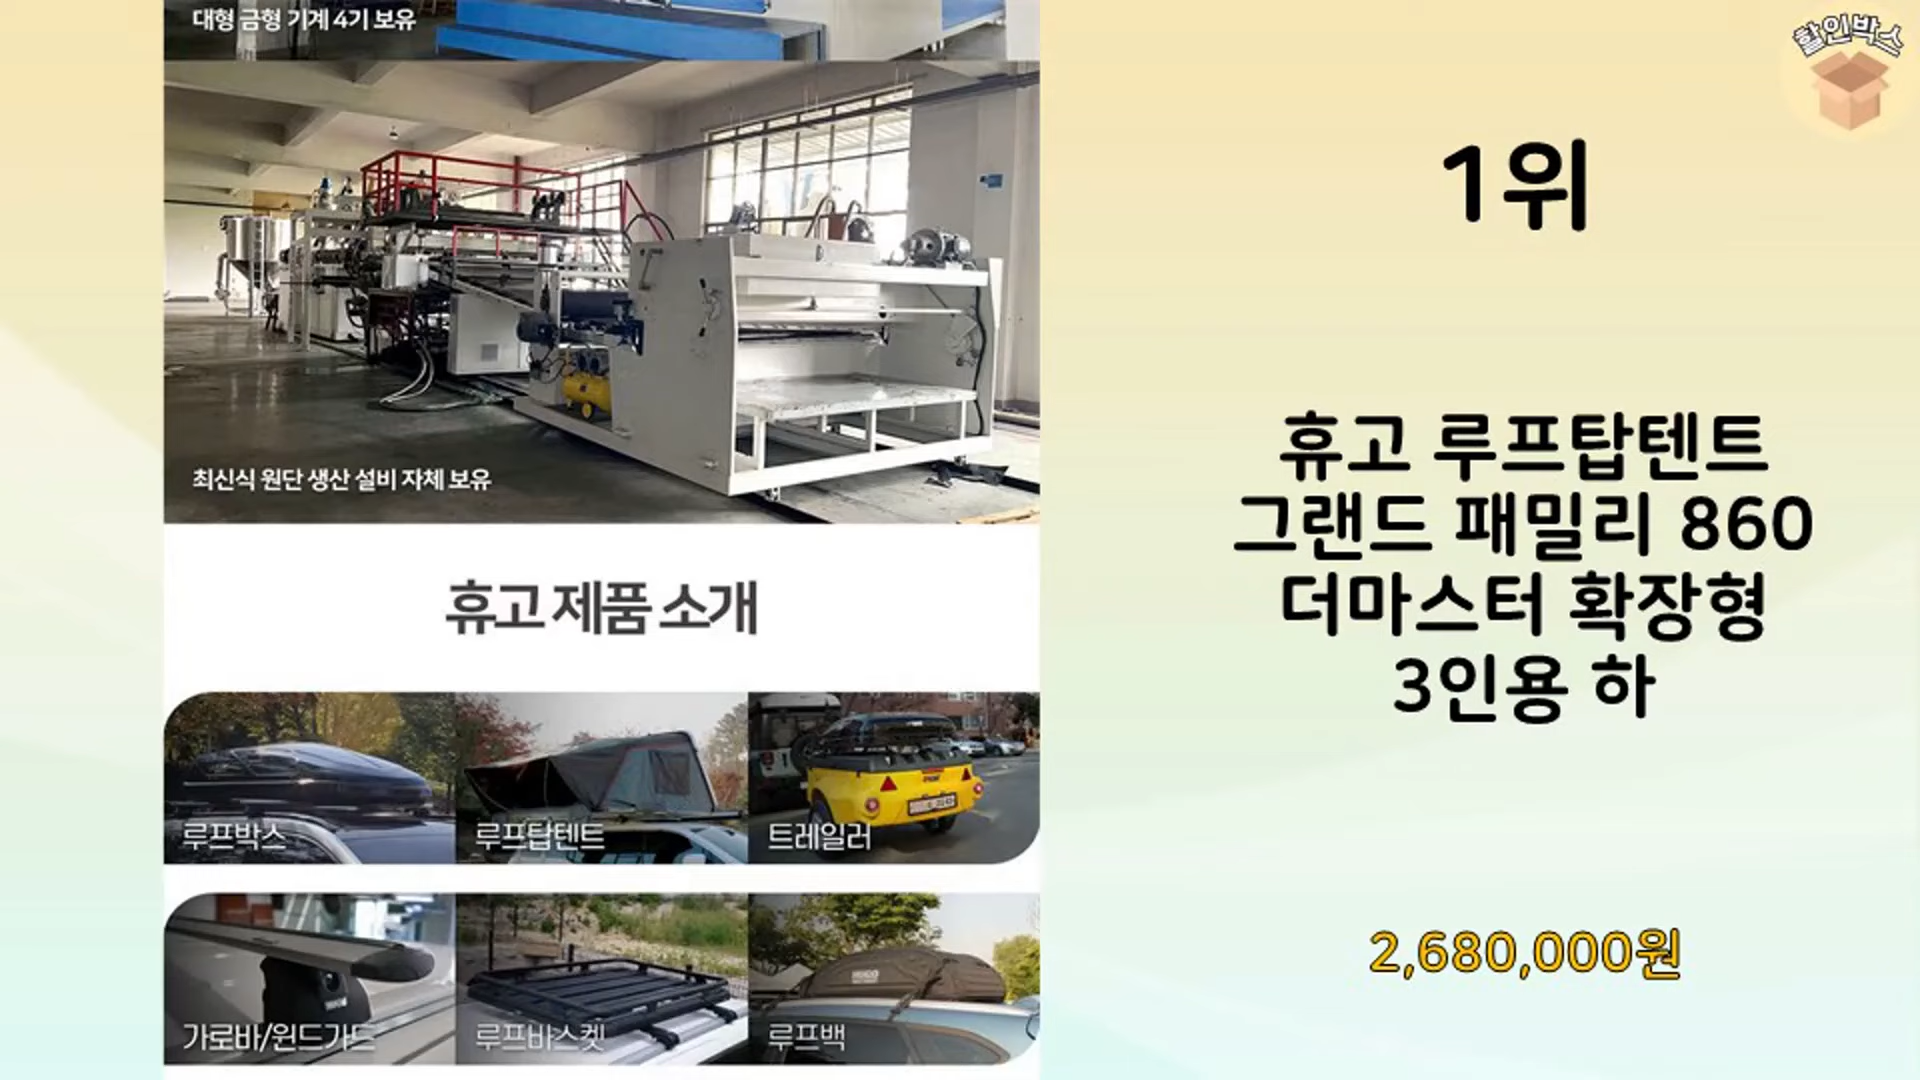 대형 금형 기계 4기 보유
최신식 원단 생산 설비 자체 보유
휴고 제품 소개
루프박스
루프탑텐트
트레일러
가로바/윈드가드
루프바스켓
루프백
할인박스
1위
휴고 루프탑텐트
그랜드 패밀리 860
더마스터 확장형
3인용 하
2,680,000원